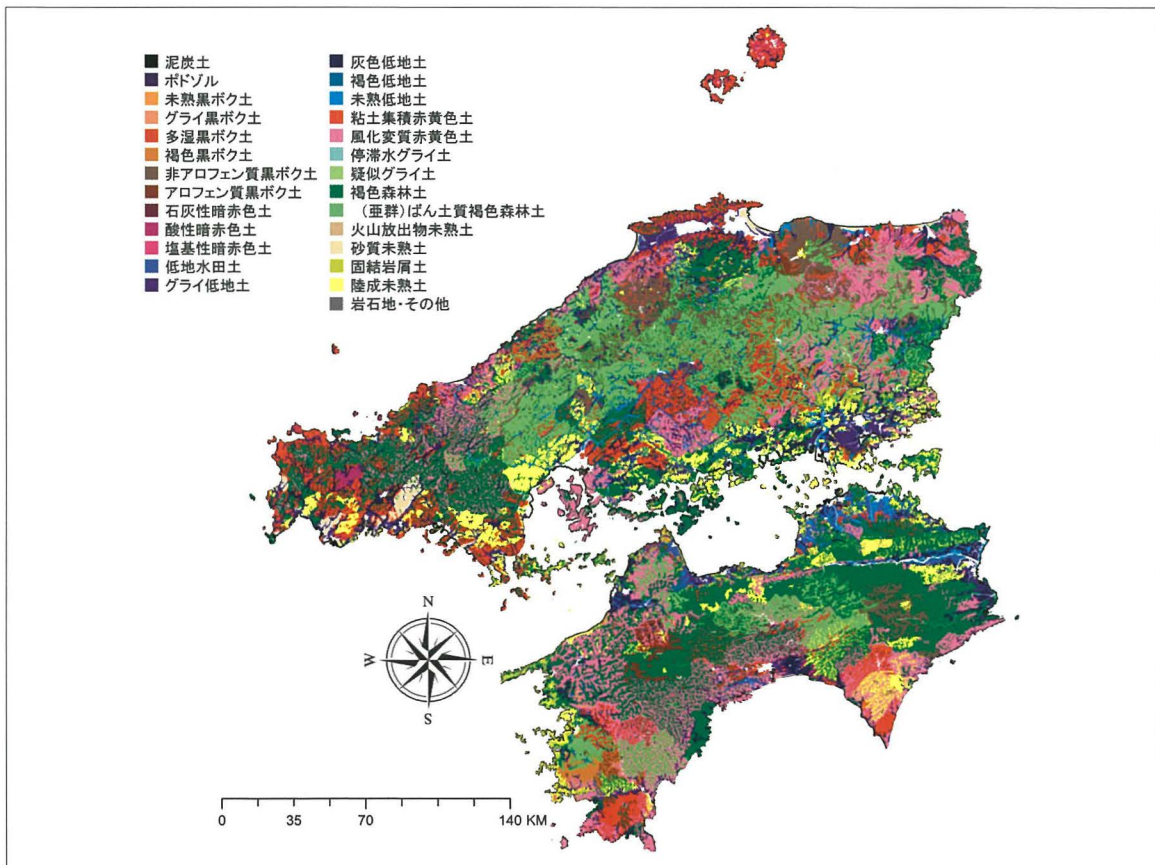 泥炭土
ポドゾル
未熟黒ボク土
グライ黒ボク土
多湿黒ボク土
褐色黒ボク土
非アロフェン質黒ボク土
アロフェン質黒ボク土
石灰性暗赤色土
酸性暗赤色土
塩基性暗赤色土
低地水田土
グライ低地土
灰色低地土
褐色低地土
未熟低地土
粘土集積赤黄色土
風化変質赤黄色土
停滞水グライ土
疑似グライ土
褐色森林土
(亜群)ばん土質褐色森林土
火山放出物未熟土
砂質未熟土
固結岩屑土
陸成未熟土
岩石地・その他
N
W
E
S
0 35 70 140 KM